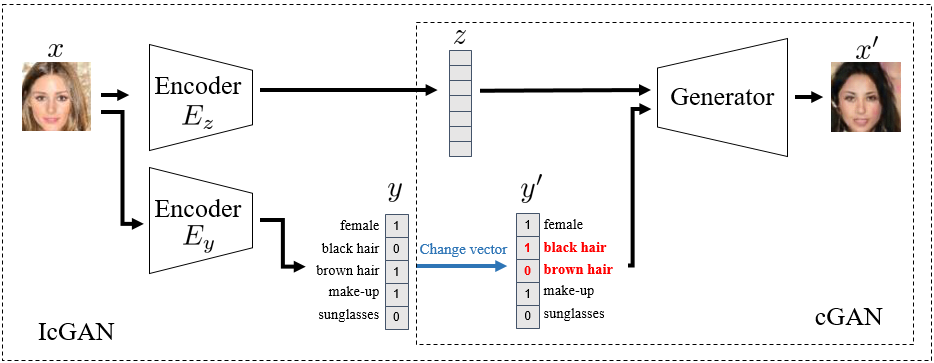 x
Encoder
E_z
z
Generator
x′
Encoder
E_y
y
female 1
black hair 0
brown hair 1
make-up 1
sunglasses 0
Change vector
y′
1 female
1 black hair
0 brown hair
1 make-up
0 sunglasses
IcGAN
cGAN